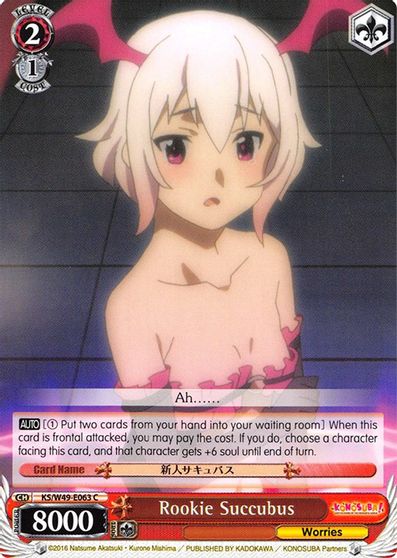 LEVEL
2
1
COST
Ah......
AUTO [① Put two cards from your hand into your waiting room] When
this card is frontal attacked, you may pay the cost. If you do, choose a character
facing this card, and that character gets +6 soul until end of turn.
Card Name 新人サキュバス
CH KS/W49-E063 C
POWER 8000 SOUL
Rookie Succubus
KONOSUBA!
Worries
©2016 Natsume Akatsuki・Kurone Mishima / PUBLISHED BY KADOKAWA / KONOSUBA Partners